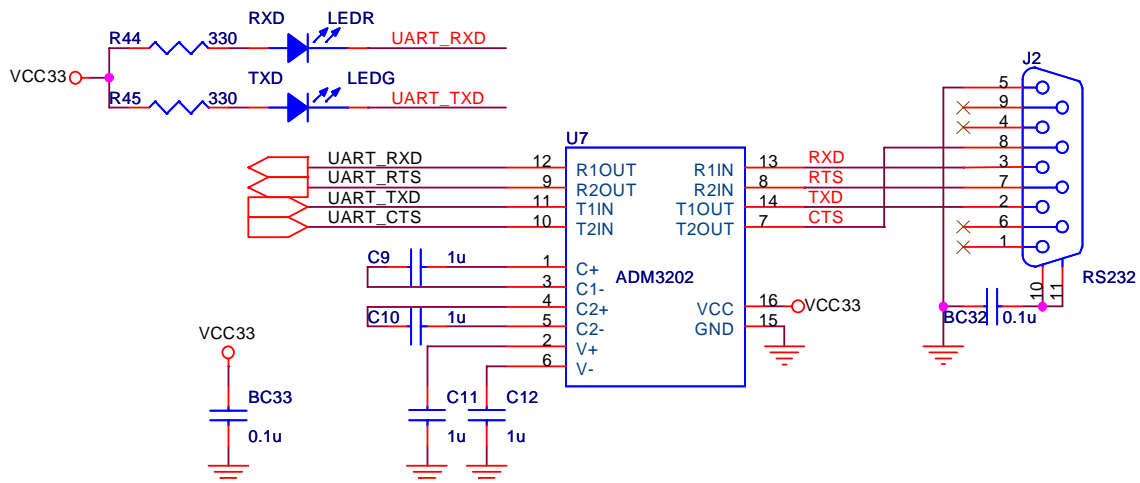 RXD LEDR
R44 330 UART_RXD
VCC33
TXD LEDG
R45 330 UART_TXD
J2
5
9
4
8
3
7
2
6
1
10 11
RS232
BC32 0.1u
U7
UART_RXD 12 R1OUT R1IN 13 RXD
UART_RTS 9 R2OUT R2IN 8 RTS
UART_TXD 11 T1IN T1OUT 14 TXD
UART_CTS 10 T2IN T2OUT 7 CTS
C9 1u 1 C+
ADM3202
3 C1-
4 C2+
C10 1u 5 C2-
2 V+
6 V-
VCC 16 VCC33
GND 15
VCC33
BC33
0.1u
C11
1u
C12
1u